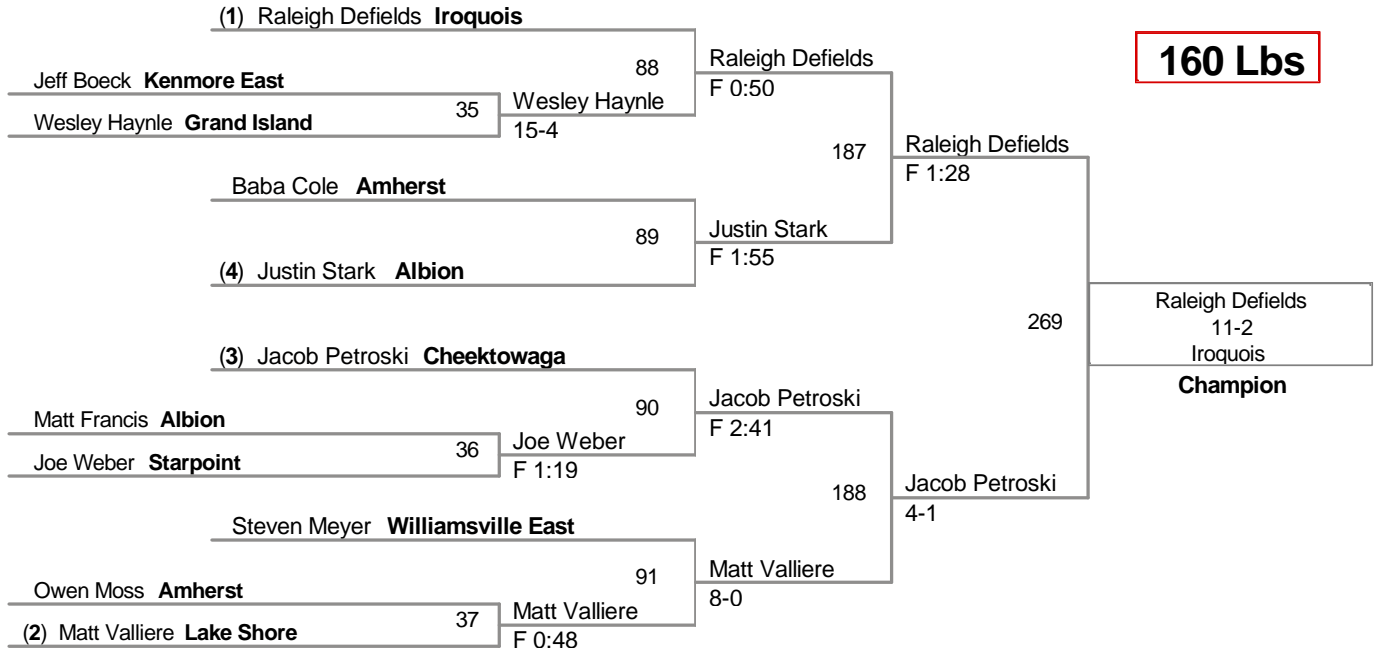 (1) Raleigh Defields Iroquois
160 Lbs
88
Raleigh Defields
F 0:50
Jeff Boeck Kenmore East
35
Wesley Haynle
15-4
Wesley Haynle Grand Island
187
Raleigh Defields
F 1:28
Baba Cole Amherst
89
Justin Stark
F 1:55
(4) Justin Stark Albion
269
Raleigh Defields
11-2
Iroquois
Champion
(3) Jacob Petroski Cheektowaga
90
Jacob Petroski
F 2:41
Matt Francis Albion
36
Joe Weber
F 1:19
Joe Weber Starpoint
188
Jacob Petroski
4-1
Steven Meyer Williamsville East
91
Matt Valliere
8-0
Owen Moss Amherst
37
Matt Valliere
F 0:48
(2) Matt Valliere Lake Shore